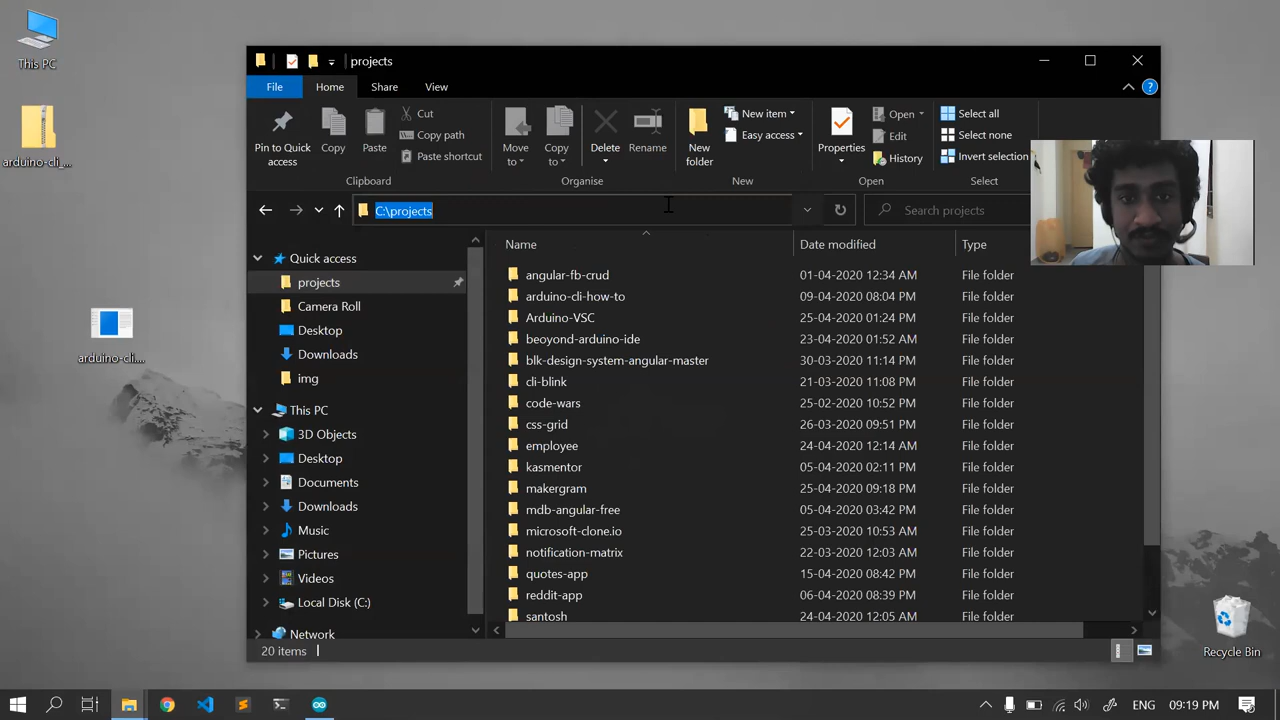 This PC
arduino-cli_...
arduino-cli....
projects
File
Home
Share
View
Pin to Quick
access
Copy
Paste
Cut
Copy path
Paste shortcut
Clipboard
Move
to
Copy
to
Delete
Rename
Organise
New
folder
New item
Easy access
New
Properties
Open
Edit
History
Open
Select all
Select none
Invert selection
Select
C:\projects
Search projects
Quick access
projects
Camera Roll
Desktop
Downloads
img
This PC
3D Objects
Desktop
Documents
Downloads
Music
Pictures
Videos
Local Disk (C:)
Network
Name Date modified Type
angular-fb-crud 01-04-2020 12:34 AM File folder
arduino-cli-how-to 09-04-2020 08:04 PM File folder
Arduino-VSC 25-04-2020 01:24 PM File folder
beoyond-arduino-ide 23-04-2020 01:52 AM File folder
blk-design-system-angular-master 30-03-2020 11:14 PM File folder
cli-blink 21-03-2020 11:08 PM File folder
code-wars 25-02-2020 10:52 PM File folder
css-grid 26-03-2020 09:51 PM File folder
employee 24-04-2020 12:14 AM File folder
kasmentor 05-04-2020 02:11 PM File folder
makergram 25-04-2020 09:18 PM File folder
mdb-angular-free 05-04-2020 03:42 PM File folder
microsoft-clone.io 25-03-2020 10:53 AM File folder
notification-matrix 22-03-2020 12:03 AM File folder
quotes-app 15-04-2020 08:42 PM File folder
reddit-app 06-04-2020 08:39 PM File folder
santosh 24-04-2020 12:05 AM File folder
20 items
Recycle Bin
ENG
09:19 PM